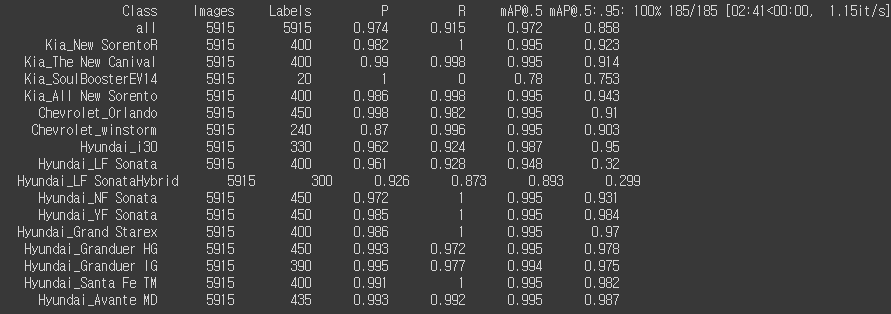 Class Images Labels P R mAP@.5 mAP@.5:.95: 100% 185/185 [02:41<00:00, 1.15it/s]
all 5915 5915 0.974 0.915 0.972 0.858
Kia_New SorentoR 5915 400 0.982 1 0.995 0.923
Kia_The New Canival 5915 400 0.99 0.998 0.995 0.914
Kia_SoulBoosterEV14 5915 20 1 0 0.78 0.753
Kia_All New Sorento 5915 400 0.986 0.998 0.995 0.943
Chevrolet_Orlando 5915 450 0.998 0.982 0.995 0.91
Chevrolet_winstorm 5915 240 0.87 0.996 0.995 0.903
Hyundai_i30 5915 330 0.962 0.924 0.987 0.95
Hyundai_LF Sonata 5915 400 0.961 0.928 0.948 0.32
Hyundai_LF SonataHybrid 5915 300 0.926 0.873 0.893 0.299
Hyundai_NF Sonata 5915 450 0.972 1 0.995 0.931
Hyundai_YF Sonata 5915 450 0.985 1 0.995 0.984
Hyundai_Grand Starex 5915 400 0.986 1 0.995 0.97
Hyundai_Granduer HG 5915 450 0.993 0.972 0.995 0.978
Hyundai_Granduer IG 5915 390 0.995 0.977 0.994 0.975
Hyundai_Santa Fe TM 5915 400 0.991 1 0.995 0.982
Hyundai_Avante MD 5915 435 0.993 0.992 0.995 0.987